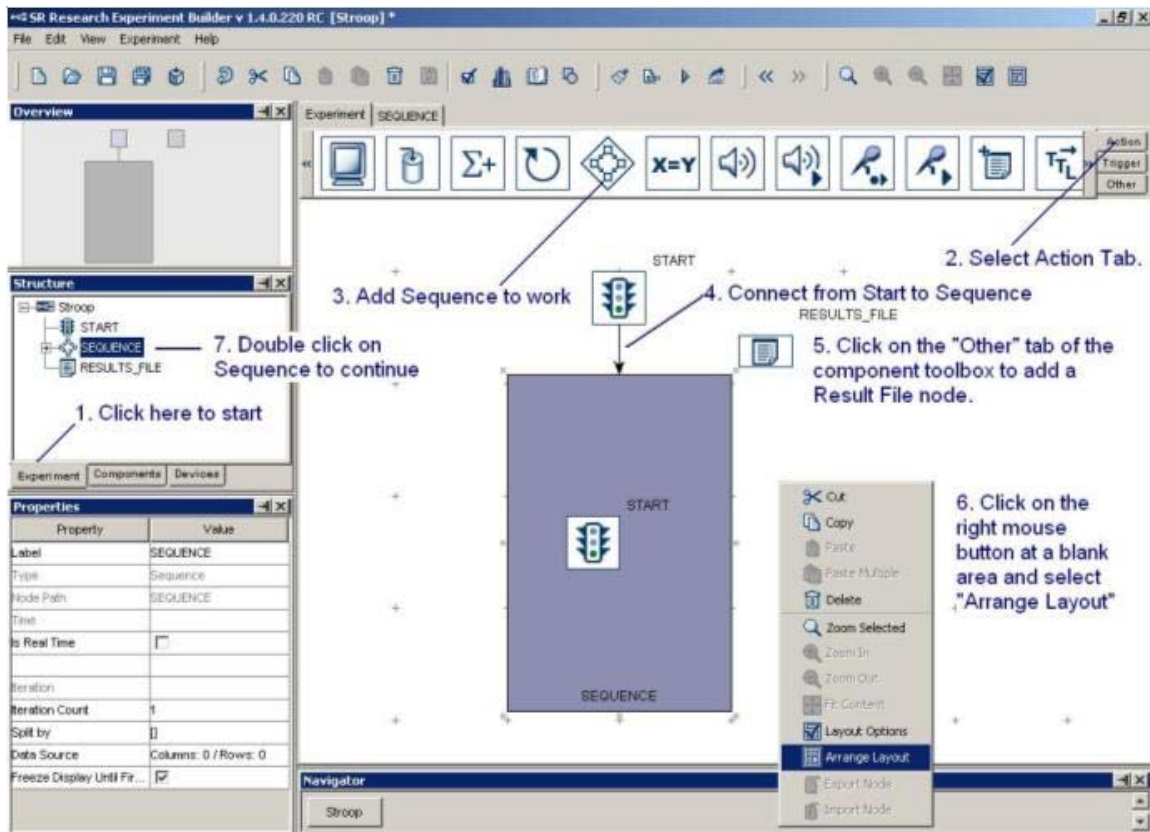 SR Research Experiment Builder v 1.4.0.220 RC [Stroop] *
File Edit View Experiment Help
Overview
Experiment SEQUENCE
Σ+
X=Y
TTL
Action
Trigger
Other
2. Select Action Tab.
START
3. Add Sequence to work
4. Connect from Start to Sequence
RESULTS_FILE
5. Click on the "Other" tab of the
component toolbox to add a
Result File node.
Structure
Stroop
START
SEQUENCE
RESULTS_FILE
7. Double click on
Sequence to continue
1. Click here to start
Experiment Components Devices
Properties
Property Value
Label SEQUENCE
Type Sequence
Node Path SEQUENCE
Time
Is Real Time
Iteration
Iteration Count 1
Split by []
Data Source Columns: 0 / Rows: 0
Freeze Display Until Fir...
START
SEQUENCE
Cut
Copy
Paste
Paste Multiple
Delete
Zoom Selected
Zoom In
Zoom Out
Fit Content
Layout Options
Arrange Layout
Export Node
Import Node
6. Click on the
right mouse
button at a blank
area and select
"Arrange Layout"
Navigator
Stroop